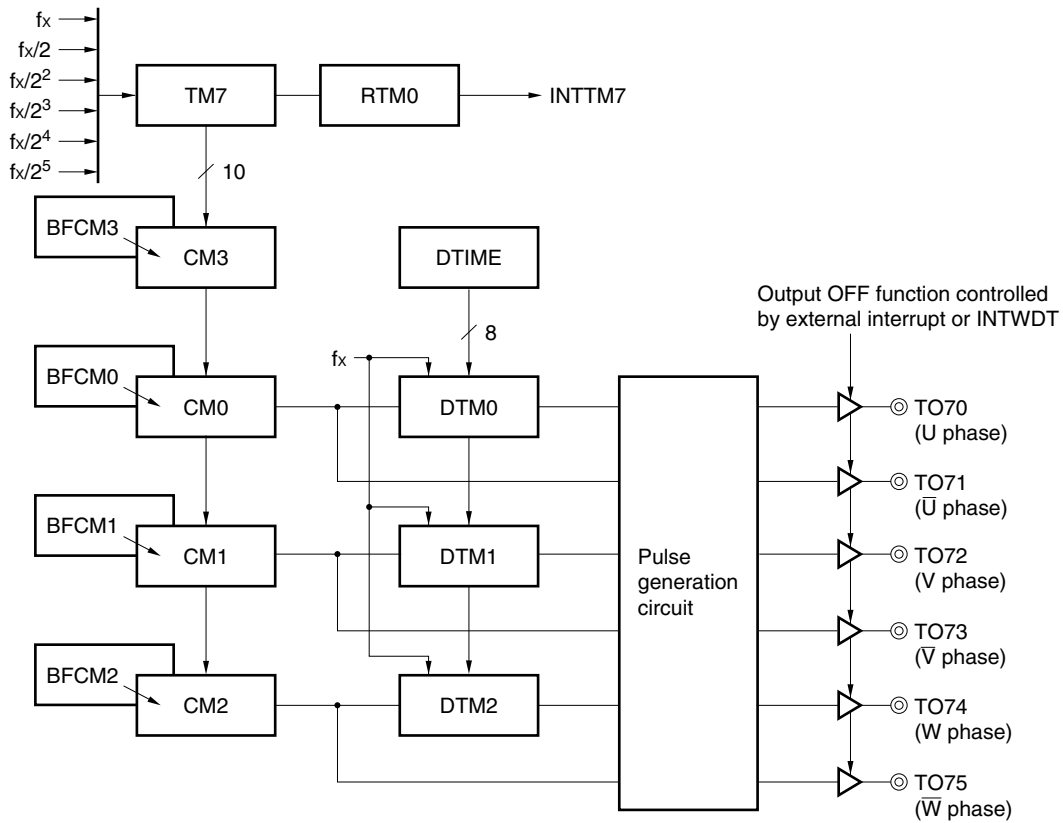 fx
fx/2
fx/2²
fx/2³
fx/2⁴
fx/2⁵
TM7
RTM0
INTTM7
10
BFCM3
CM3
DTIME
8
fx
Output OFF function controlled
by external interrupt or INTWDT
BFCM0
CM0
DTM0
TO70
(U phase)
TO71
(U̅ phase)
BFCM1
CM1
DTM1
Pulse
generation
circuit
TO72
(V phase)
TO73
(V̅ phase)
BFCM2
CM2
DTM2
TO74
(W phase)
TO75
(W̅ phase)